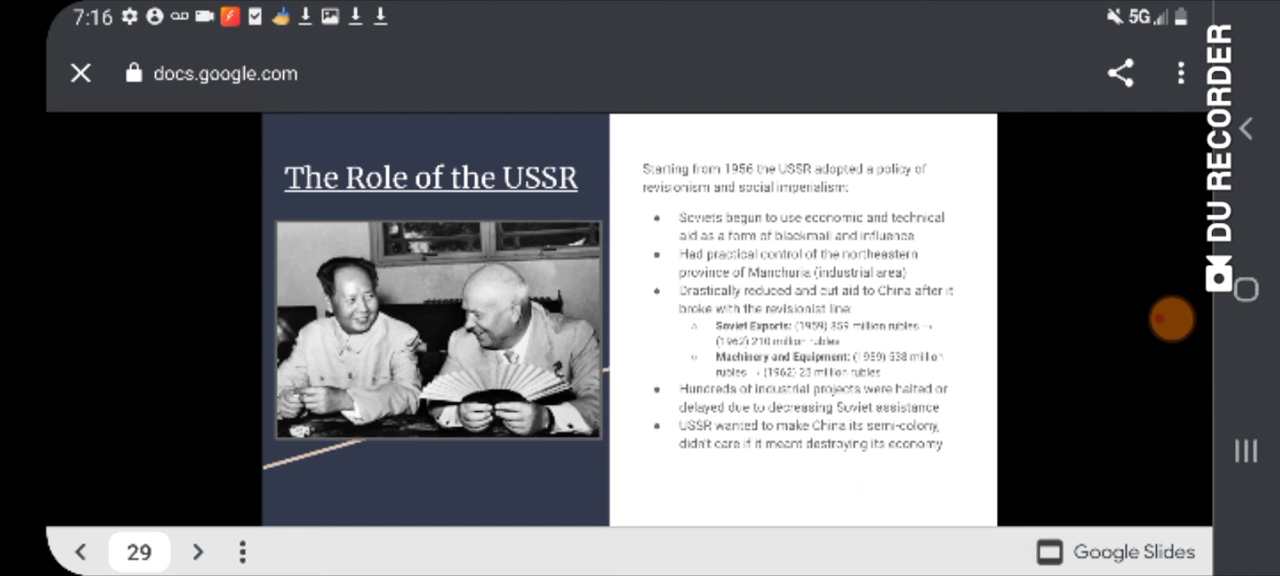 7:16
5G
docs.google.com
DU RECORDER
The Role of the USSR
Starting from 1956 the USSR adopted a policy of
revisionism and social imperialism:
Soviets begun to use economic and technical
aid as a form of blackmail and influence
Had practical control of the northeastern
province of Manchuria (industrial area)
Drastically reduced and cut aid to China after it
broke with the revisionist line:
Soviet Exports: (1959) 859 million rubles →
(1962) 210 million rubles
Machinery and Equipment: (1959) 538 million
rubles → (1962) 23 million rubles
Hundreds of industrial projects were halted or
delayed due to decreasing Soviet assistance
USSR wanted to make China its semi-colony,
didn't care if it meant destroying its economy
29
Google Slides